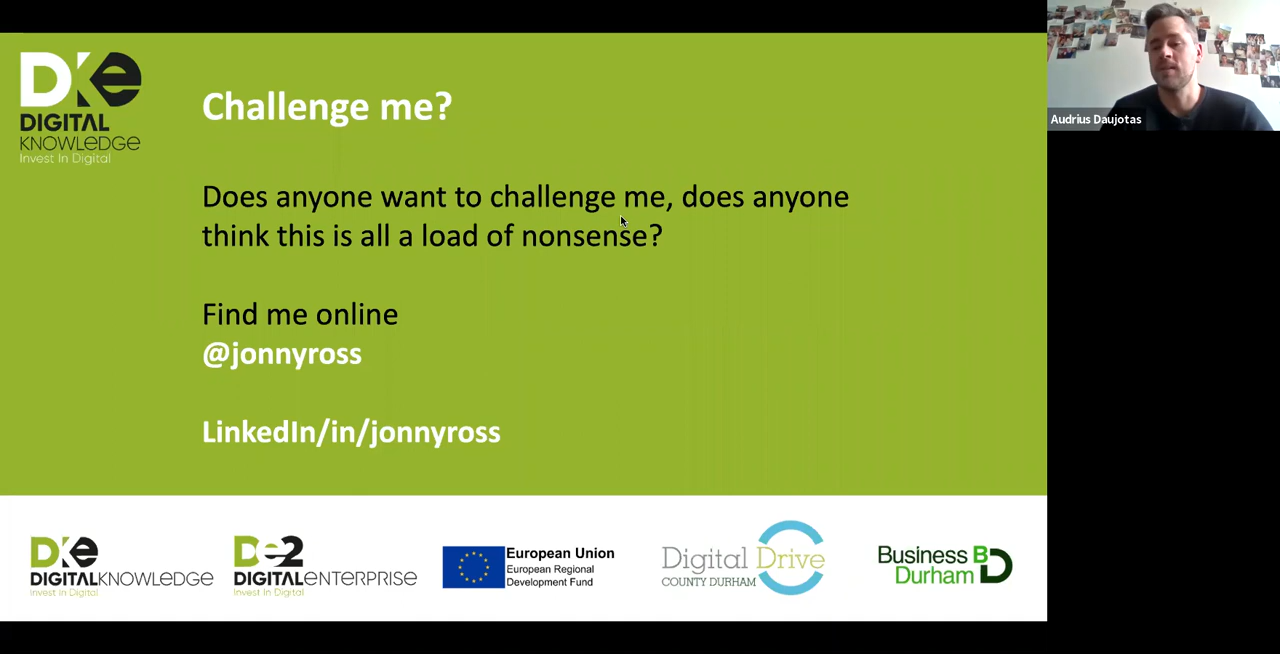 DKe
DIGITAL
KNOWLEDGE
Invest In Digital
Challenge me?
Does anyone want to challenge me, does anyone
think this is all a load of nonsense?
Find me online
@jonnyross
LinkedIn/in/jonnyross
Audrius Daujotas
DKe
DIGITALKNOWLEDGE
Invest In Digital
De2
DIGITALENTERPRISE
Invest In Digital
European Union
European Regional
Development Fund
Digital Drive
COUNTY DURHAM
Business
Durham
BD